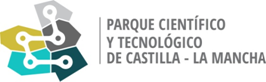 PARQUE CIENTÍFICO
Y TECNOLÓGICO
DE CASTILLA - LA MANCHA